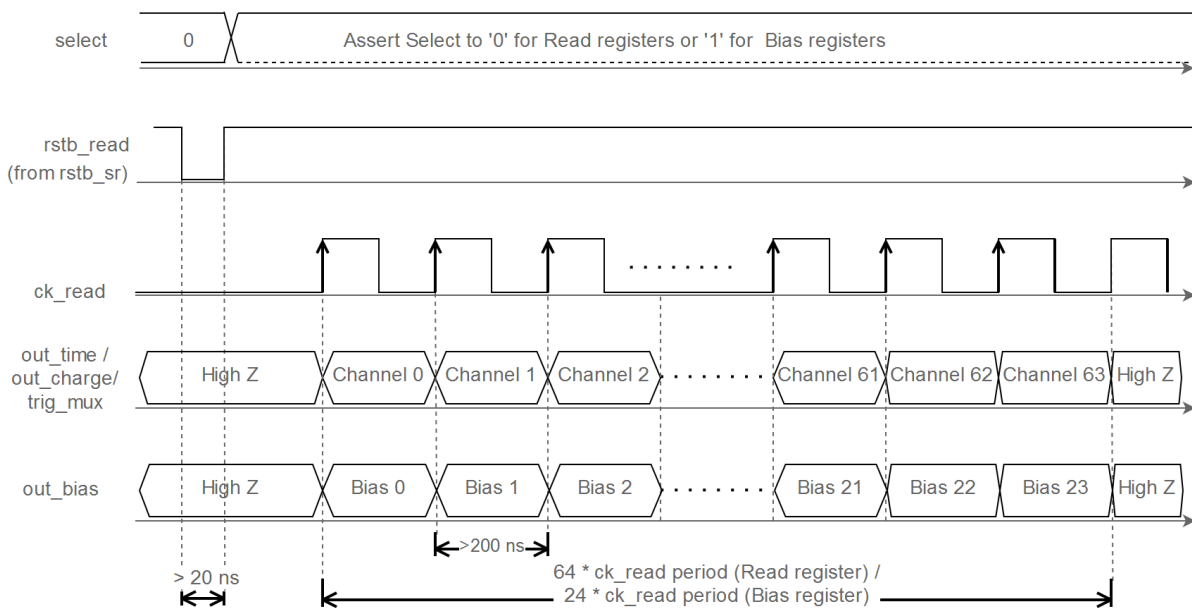 select
0
Assert Select to '0' for Read registers or '1' for Bias registers
rstb_read
(from rstb_sr)
ck_read
out_time /
out_charge/
trig_mux
High Z
Channel 0
Channel 1
Channel 2
Channel 61
Channel 62
Channel 63
High Z
out_bias
High Z
Bias 0
Bias 1
Bias 2
Bias 21
Bias 22
Bias 23
High Z
>200 ns
> 20 ns
64 * ck_read period (Read register) /
24 * ck_read period (Bias register)